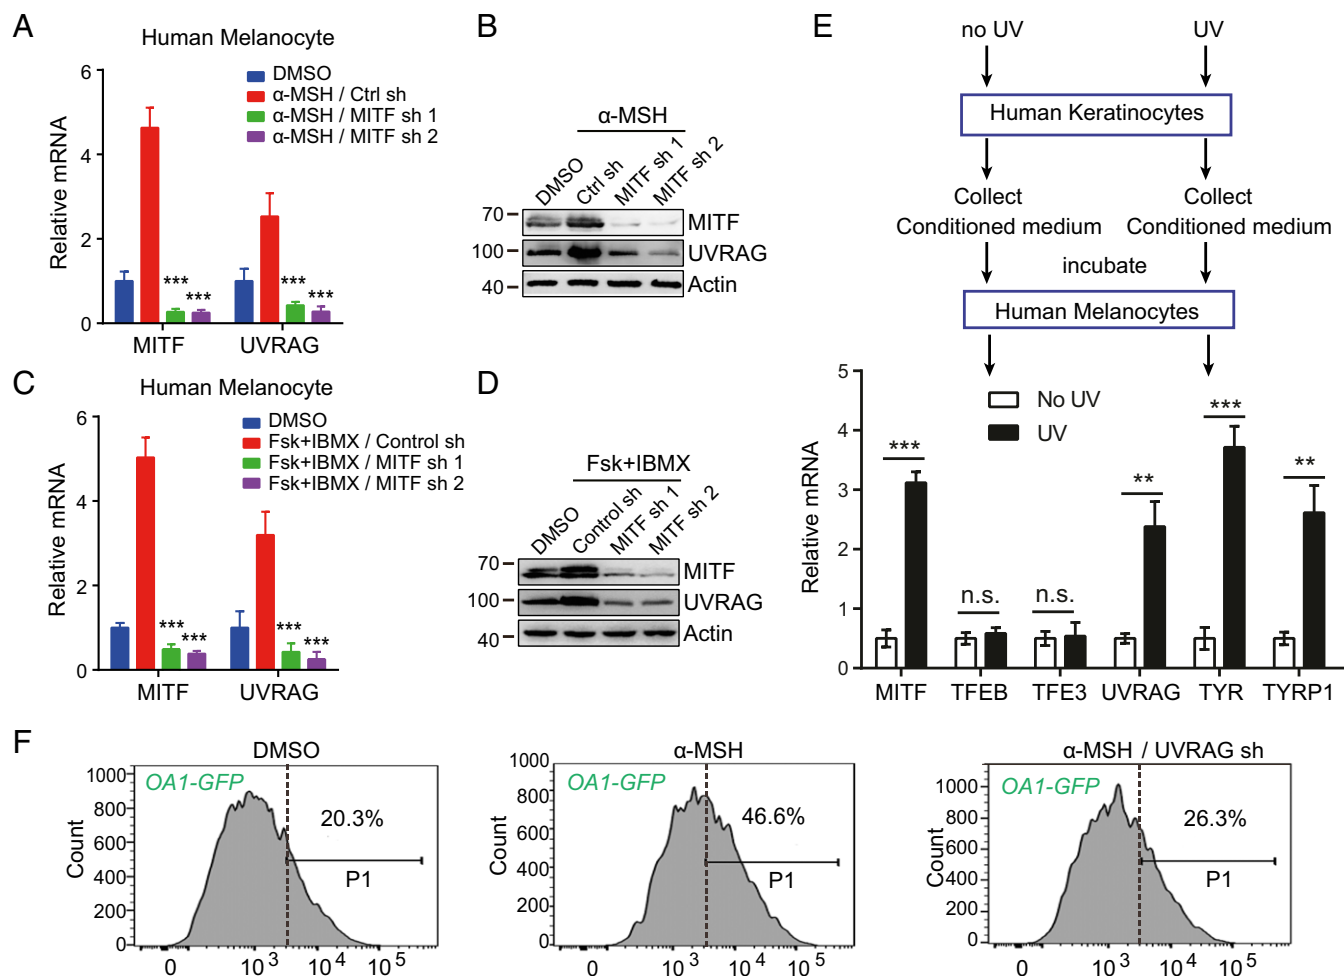 A
Human Melanocyte
DMSO
α-MSH / Ctrl sh
α-MSH / MITF sh 1
α-MSH / MITF sh 2
Relative mRNA
6
4
2
0
***
***
***
***
MITF
UVRAG
B
α-MSH
DMSO
Ctrl sh
MITF sh 1
MITF sh 2
70
MITF
100
UVRAG
40
Actin
C
Human Melanocyte
DMSO
Fsk+IBMX / Control sh
Fsk+IBMX / MITF sh 1
Fsk+IBMX / MITF sh 2
Relative mRNA
6
4
2
0
***
***
***
***
MITF
UVRAG
D
Fsk+IBMX
DMSO
Control sh
MITF sh 1
MITF sh 2
70
MITF
100
UVRAG
40
Actin
E
no UV
UV
Human Keratinocytes
Collect
Conditioned medium
Collect
Conditioned medium
incubate
Human Melanocytes
No UV
UV
Relative mRNA
5
4
3
2
1
0
***
n.s.
n.s.
**
***
**
MITF
TFEB
TFE3
UVRAG
TYR
TYRP1
F
DMSO
OA1-GFP
20.3%
P1
Count
1000
800
600
400
200
0
0
10^3
10^4
10^5
α-MSH
OA1-GFP
46.6%
P1
Count
1000
800
600
400
200
0
0
10^3
10^4
10^5
α-MSH / UVRAG sh
OA1-GFP
26.3%
P1
Count
1000
800
600
400
200
0
0
10^3
10^4
10^5